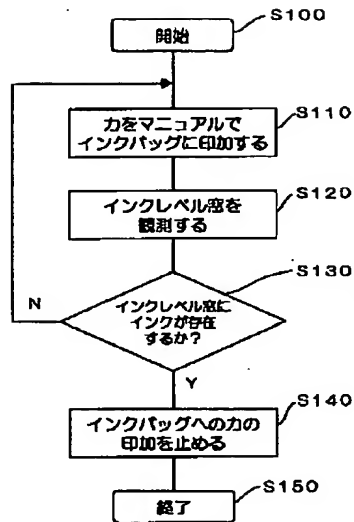 開始
S100
力をマニュアルで
インクバッグに印加する
S110
インクレベル窓を
観測する
S120
インクレベル窓に
インクが存在
するか？
S130
N
Y
インクバッグへの力の
印加を止める
S140
終了
S150